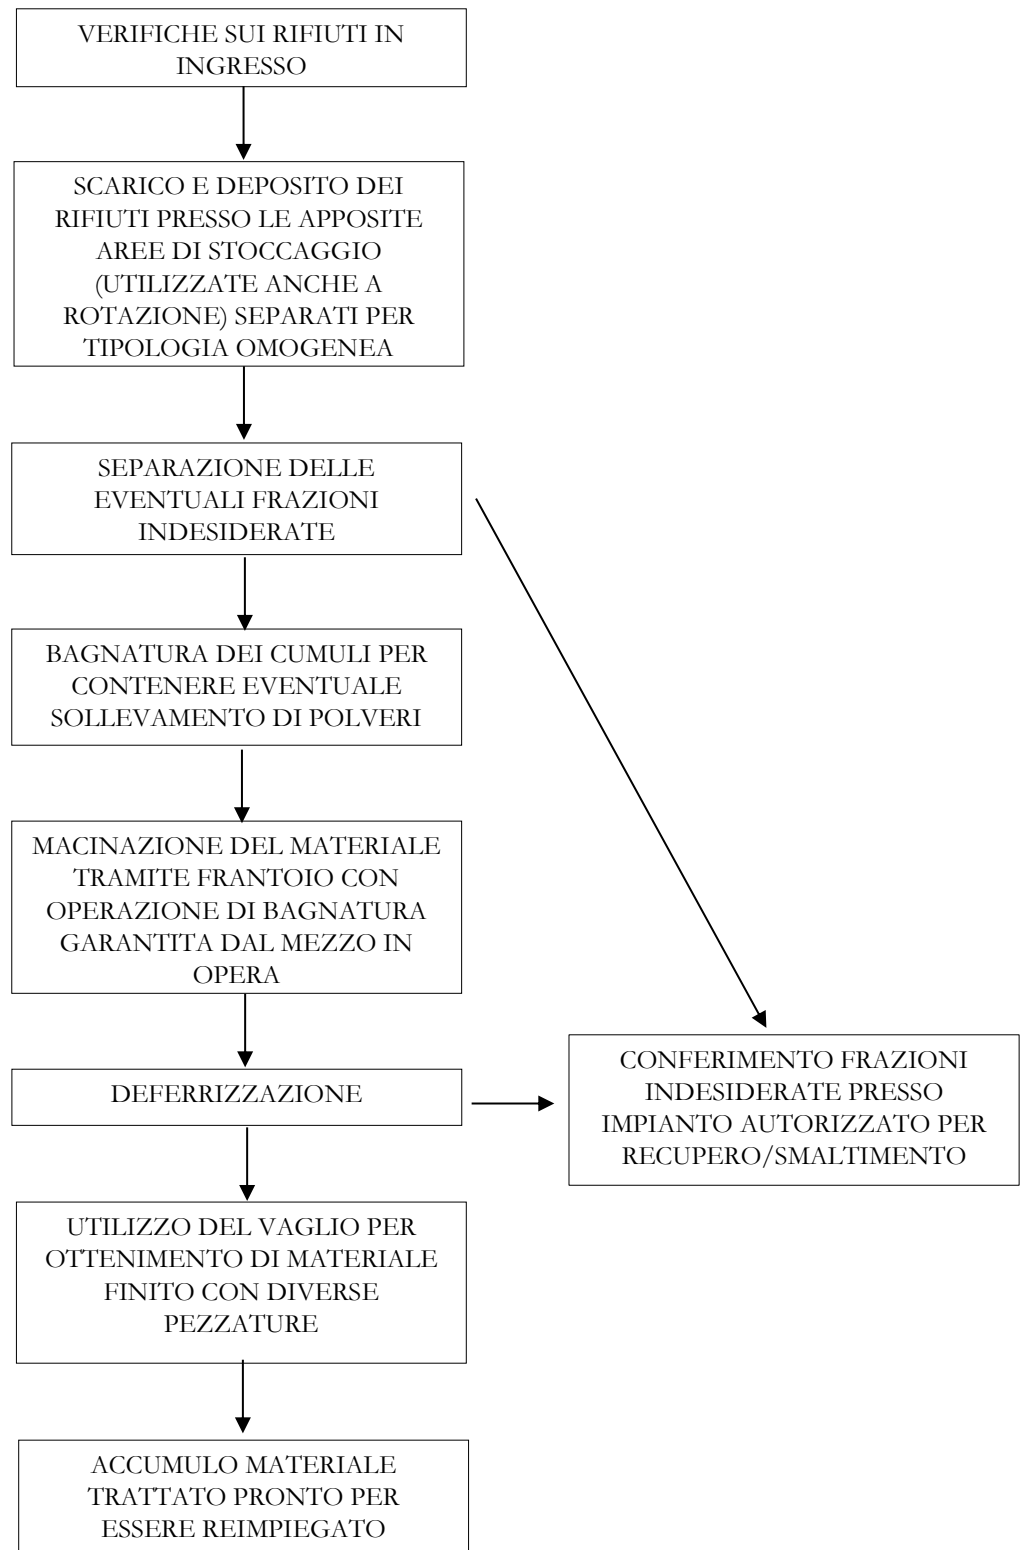 VERIFICHE SUI RIFIUTI IN
INGRESSO
SCARICO E DEPOSITO DEI
RIFIUTI PRESSO LE APPOSITE
AREE DI STOCCAGGIO
(UTILIZZATE ANCHE A
ROTAZIONE) SEPARATI PER
TIPOLOGIA OMOGENEA
SEPARAZIONE DELLE
EVENTUALI FRAZIONI
INDESIDERATE
BAGNATURA DEI CUMULI PER
CONTENERE EVENTUALE
SOLLEVAMENTO DI POLVERI
MACINAZIONE DEL MATERIALE
TRAMITE FRANTOIO CON
OPERAZIONE DI BAGNATURA
GARANTITA DAL MEZZO IN
OPERA
DEFERRIZZAZIONE
CONFERIMENTO FRAZIONI
INDESIDERATE PRESSO
IMPIANTO AUTORIZZATO PER
RECUPERO/SMALTIMENTO
UTILIZZO DEL VAGLIO PER
OTTENIMENTO DI MATERIALE
FINITO CON DIVERSE
PEZZATURE
ACCUMULO MATERIALE
TRATTATO PRONTO PER
ESSERE REIMPIEGATO